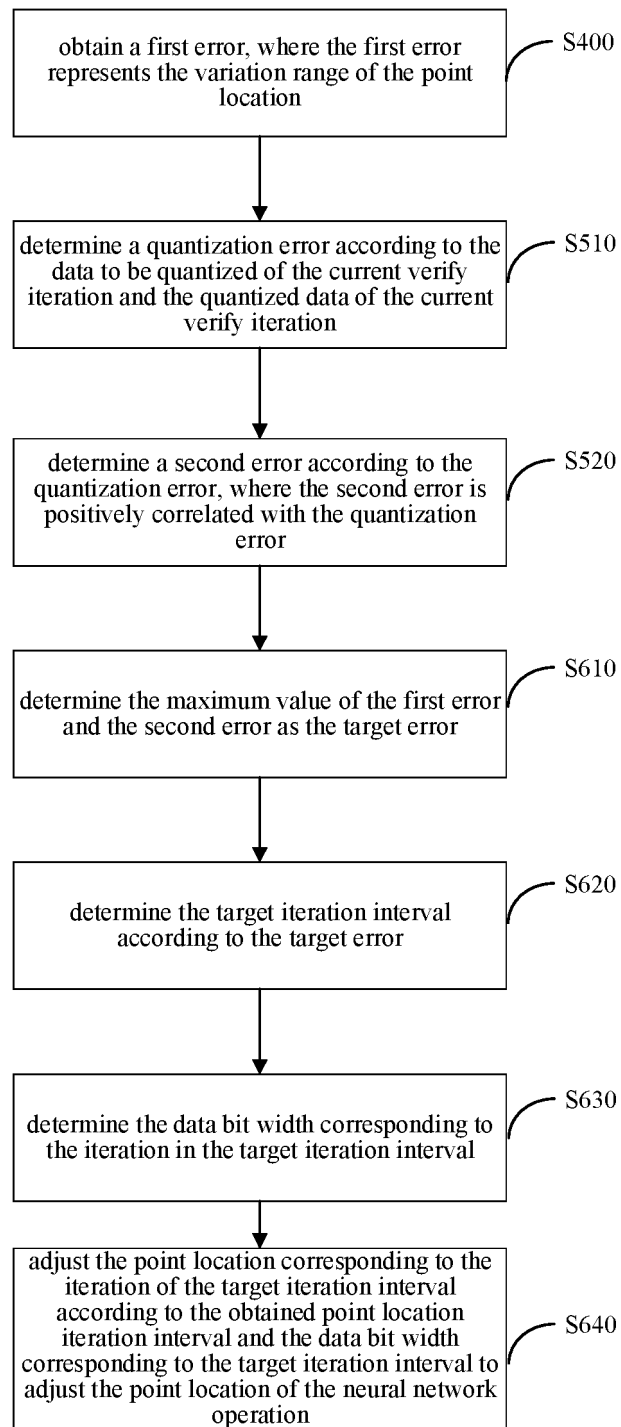 obtain a first error, where the first error
represents the variation range of the point
location
S400
determine a quantization error according to the
data to be quantized of the current verify
iteration and the quantized data of the current
verify iteration
S510
determine a second error according to the
quantization error, where the second error is
positively correlated with the quantization
error
S520
determine the maximum value of the first error
and the second error as the target error
S610
determine the target iteration interval
according to the target error
S620
determine the data bit width corresponding to
the iteration in the target iteration interval
S630
adjust the point location corresponding to the
iteration of the target iteration interval
according to the obtained point location
iteration interval and the data bit width
corresponding to the target iteration interval to
adjust the point location of the neural network
operation
S640